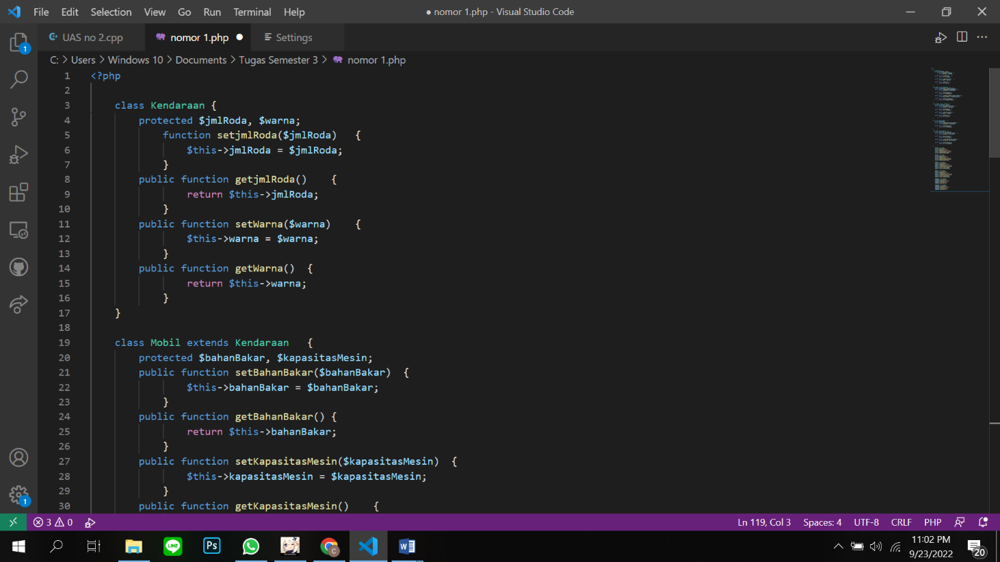 File Edit Selection View Go Run Terminal Help ● nomor 1.php - Visual Studio Code
UAS no 2.cpp nomor 1.php ● Settings
C: > Users > Windows 10 > Documents > Tugas Semester 3 > nomor 1.php
1 <?php
2
3 class Kendaraan {
4 protected $jmlRoda, $warna;
5 function setjmlRoda($jmlRoda) {
6 $this->jmlRoda = $jmlRoda;
7 }
8 public function getjmlRoda() {
9 return $this->jmlRoda;
10 }
11 public function setWarna($warna) {
12 $this->warna = $warna;
13 }
14 public function getWarna() {
15 return $this->warna;
16 }
17 }
18
19 class Mobil extends Kendaraan {
20 protected $bahanBakar, $kapasitasMesin;
21 public function setBahanBakar($bahanBakar) {
22 $this->bahanBakar = $bahanBakar;
23 }
24 public function getBahanBakar() {
25 return $this->bahanBakar;
26 }
27 public function setKapasitasMesin($kapasitasMesin) {
28 $this->kapasitasMesin = $kapasitasMesin;
29 }
30 public function getKapasitasMesin() {
1
1
3 0 Ln 119, Col 3 Spaces: 4 UTF-8 CRLF PHP
LINE Ps C W 11:02 PM
9/23/2022 20